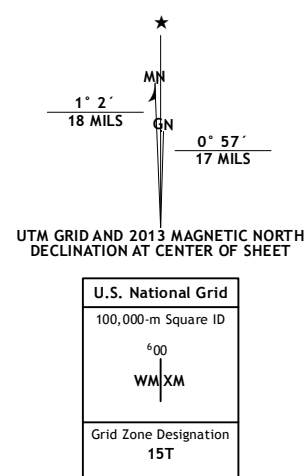 ★
MN
1° 2´
18 MILS
GN
0° 57´
17 MILS
UTM GRID AND 2013 MAGNETIC NORTH
DECLINATION AT CENTER OF SHEET
U.S. National Grid
100,000-m Square ID
⁶00
WM XM
Grid Zone Designation
15T